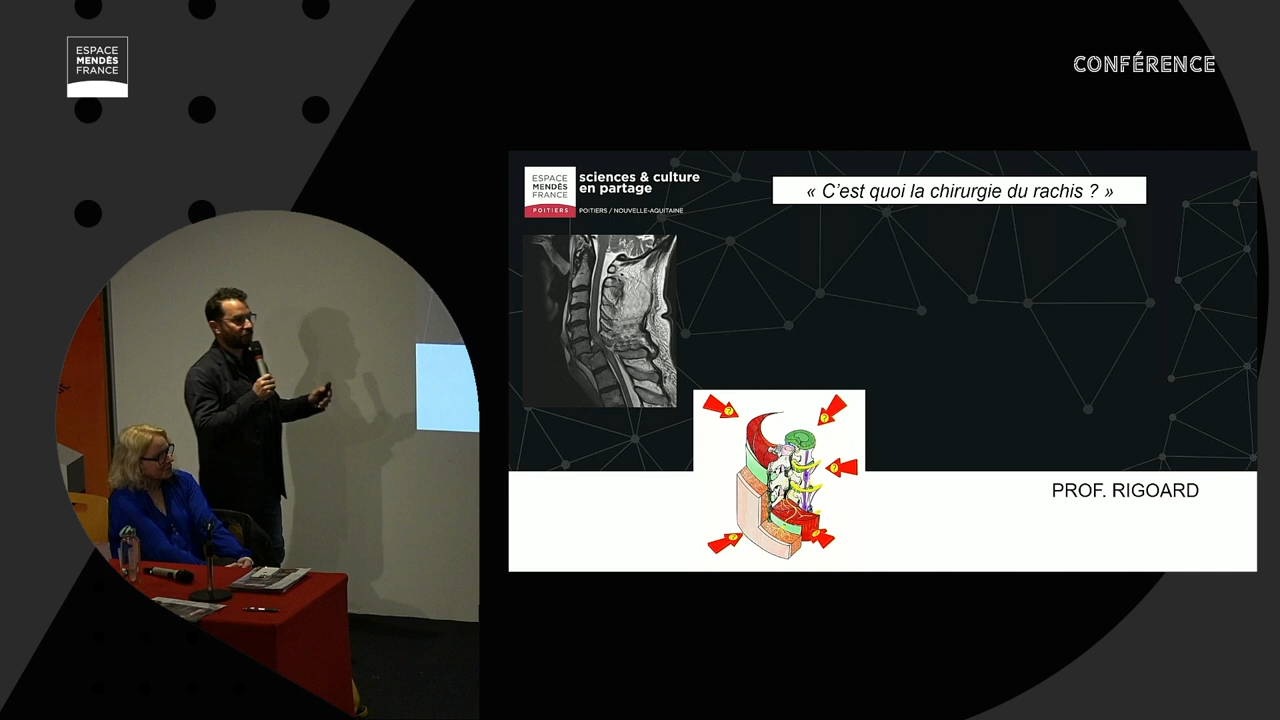 ESPACE
MENDÈS
FRANCE
CONFÉRENCE
ESPACE
MENDÈS
FRANCE
POITIERS
sciences & culture
en partage
POITIERS / NOUVELLE-AQUITAINE
« C’est quoi la chirurgie du rachis ? »
?
?
?
?
?
PROF. RIGOARD